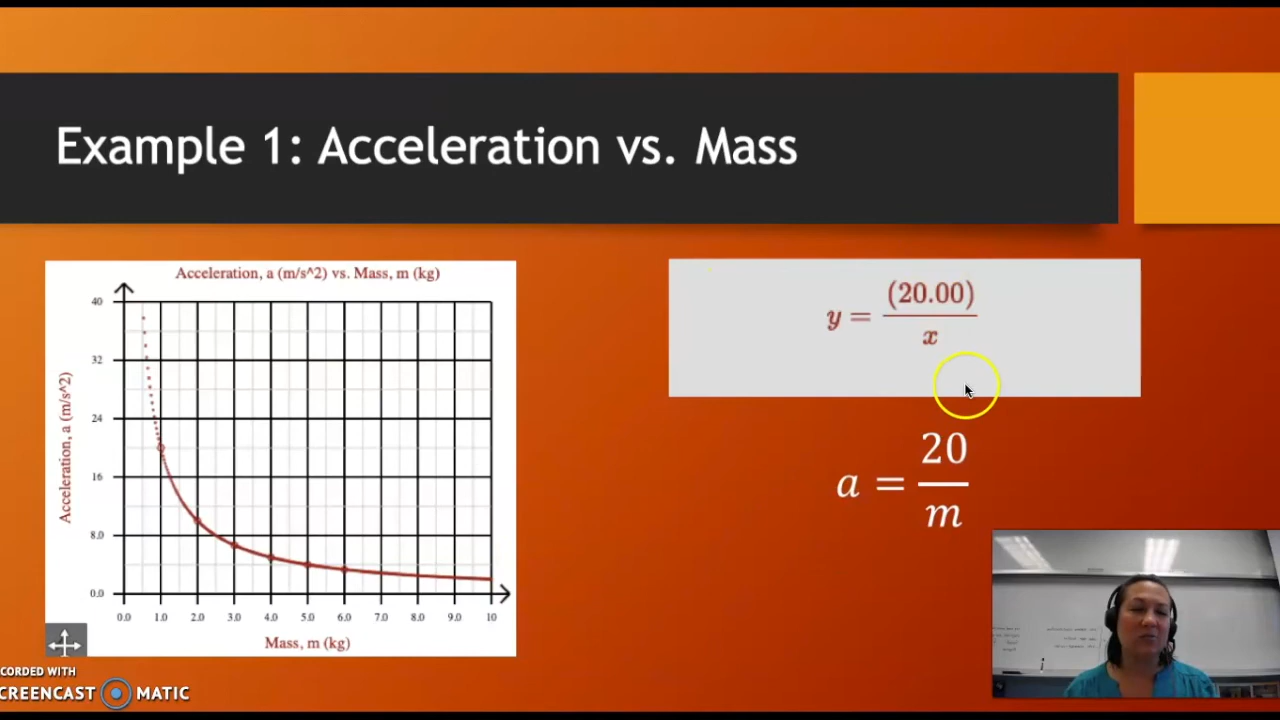 Example 1: Acceleration vs. Mass
Acceleration, a (m/s^2) vs. Mass, m (kg)
40
32
24
16
8.0
0.0
Acceleration, a (m/s^2)
0.0 1.0 2.0 3.0 4.0 5.0 6.0 7.0 8.0 9.0 10
Mass, m (kg)
y = (20.00) / x
a = 20 / m
CORDED WITH
CREENCAST MATIC